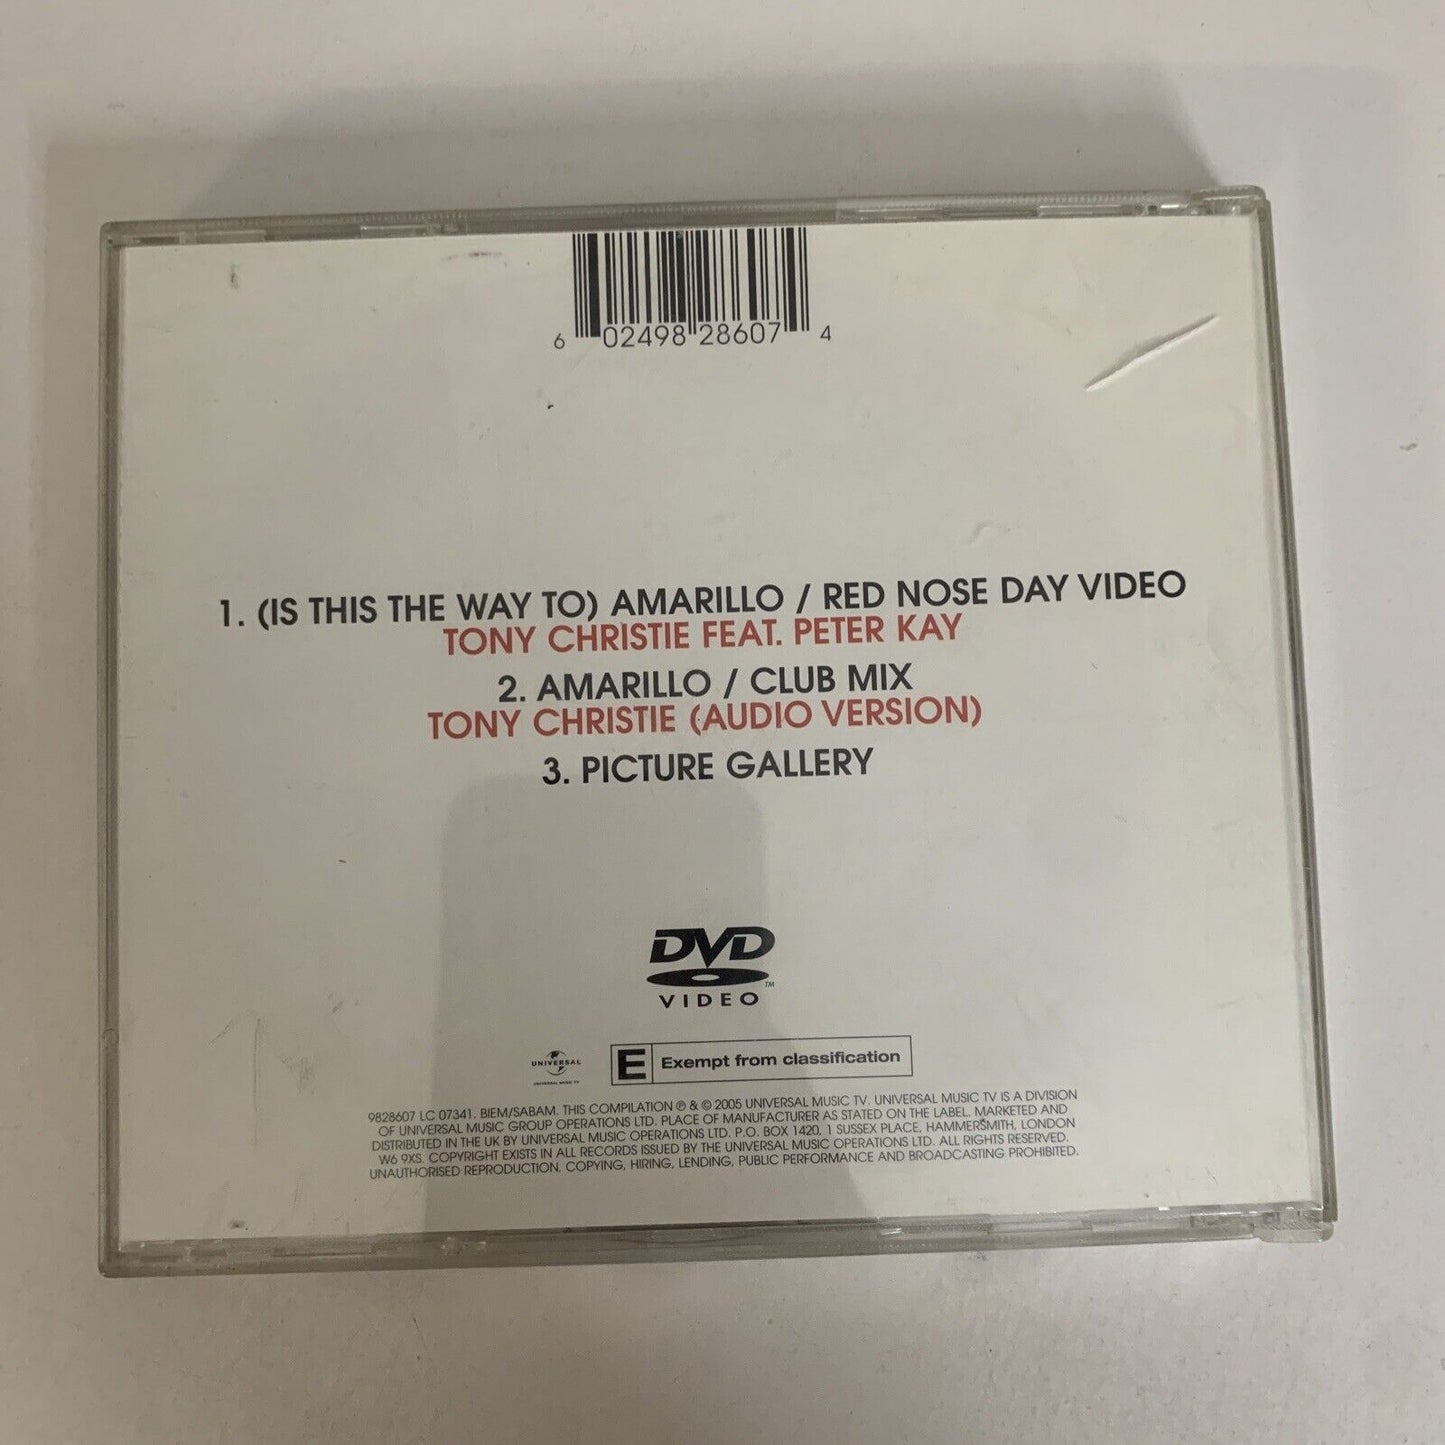 6 02498 28607 4
1. (IS THIS THE WAY TO) AMARILLO / RED NOSE DAY VIDEO
TONY CHRISTIE FEAT. PETER KAY
2. AMARILLO / CLUB MIX
TONY CHRISTIE (AUDIO VERSION)
3. PICTURE GALLERY
DVD
TM
VIDEO
UNIVERSAL
UNIVERSAL MUSIC TV
E Exempt from classification
9828607 LC 07341. BIEM/SABAM. THIS COMPILATION ℗ & © 2005 UNIVERSAL MUSIC TV. UNIVERSAL MUSIC TV IS A DIVISION
OF UNIVERSAL MUSIC GROUP OPERATIONS LTD. PLACE OF MANUFACTURER AS STATED ON THE LABEL. MARKETED AND
DISTRIBUTED IN THE UK BY UNIVERSAL MUSIC OPERATIONS LTD. P.O. BOX 1420, 1 SUSSEX PLACE, HAMMERSMITH, LONDON
W6 9XS. COPYRIGHT EXISTS IN ALL RECORDS ISSUED BY THE UNIVERSAL MUSIC OPERATIONS LTD. ALL RIGHTS RESERVED.
UNAUTHORISED REPRODUCTION. COPYING, HIRING, LENDING, PUBLIC PERFORMANCE AND BROADCASTING PROHIBITED.